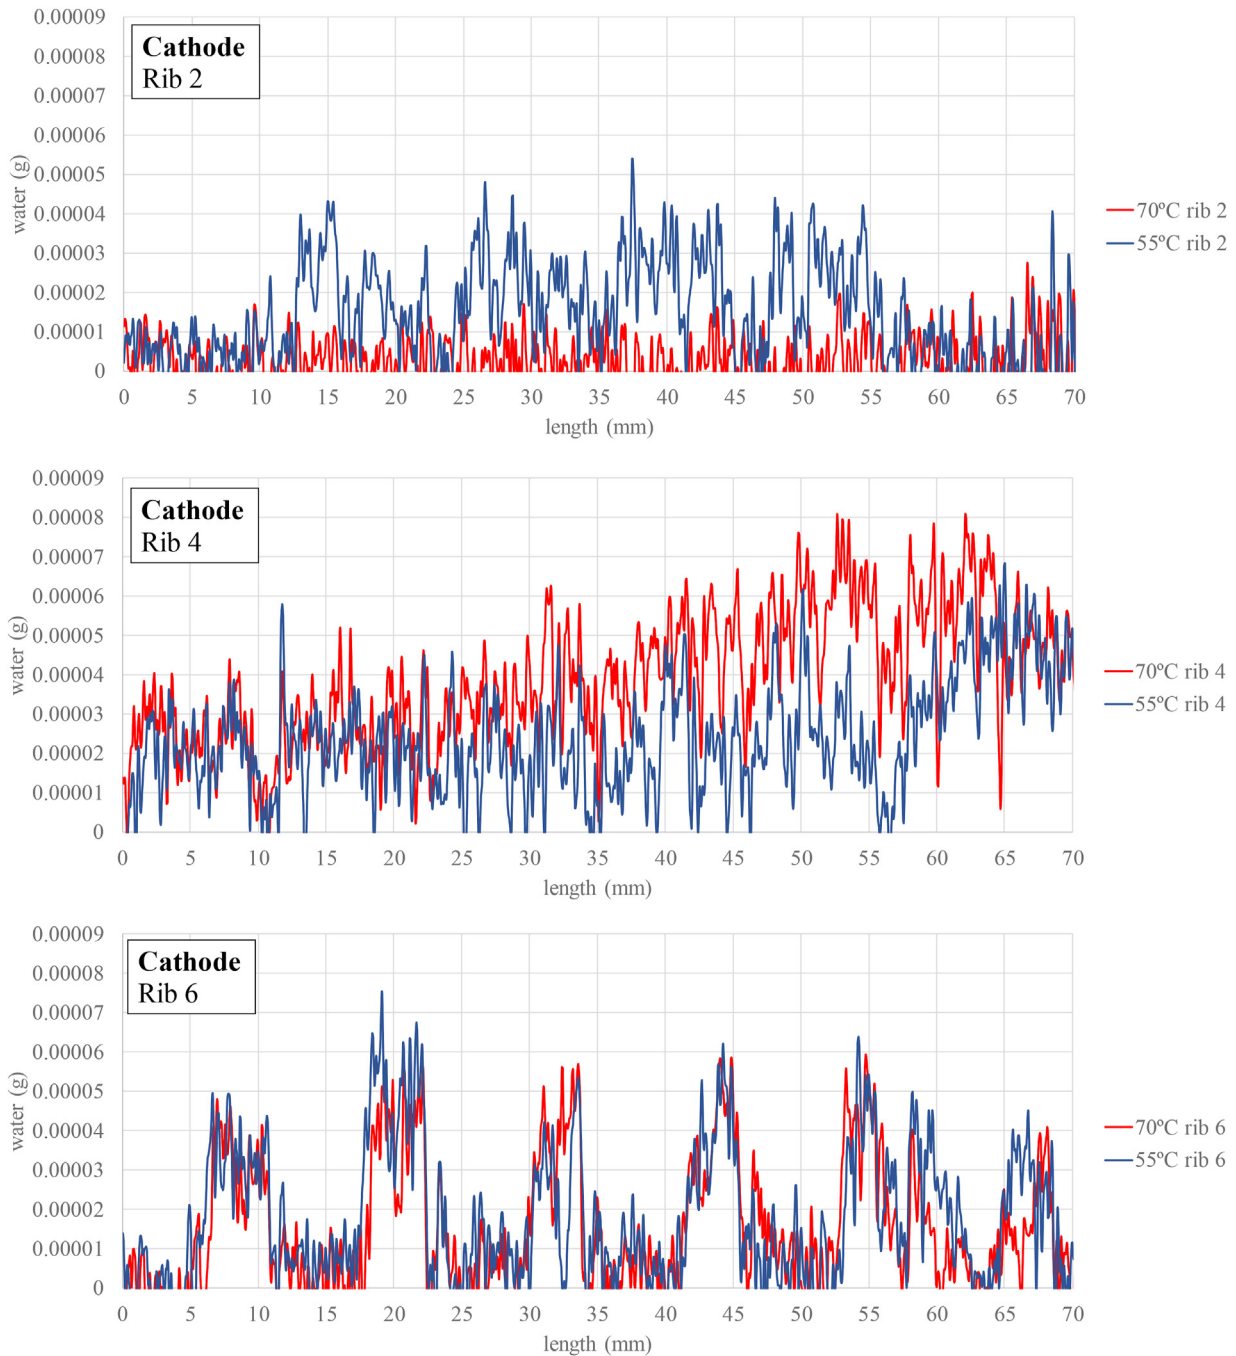 Cathode
Rib 2
0.00009
0.00008
0.00007
0.00006
0.00005
0.00004
0.00003
0.00002
0.00001
0
water (g)
0 5 10 15 20 25 30 35 40 45 50 55 60 65 70
length (mm)
70ºC rib 2
55ºC rib 2
Cathode
Rib 4
0.00009
0.00008
0.00007
0.00006
0.00005
0.00004
0.00003
0.00002
0.00001
0
water (g)
0 5 10 15 20 25 30 35 40 45 50 55 60 65 70
length (mm)
70ºC rib 4
55ºC rib 4
Cathode
Rib 6
0.00009
0.00008
0.00007
0.00006
0.00005
0.00004
0.00003
0.00002
0.00001
0
water (g)
0 5 10 15 20 25 30 35 40 45 50 55 60 65 70
length (mm)
70ºC rib 6
55ºC rib 6